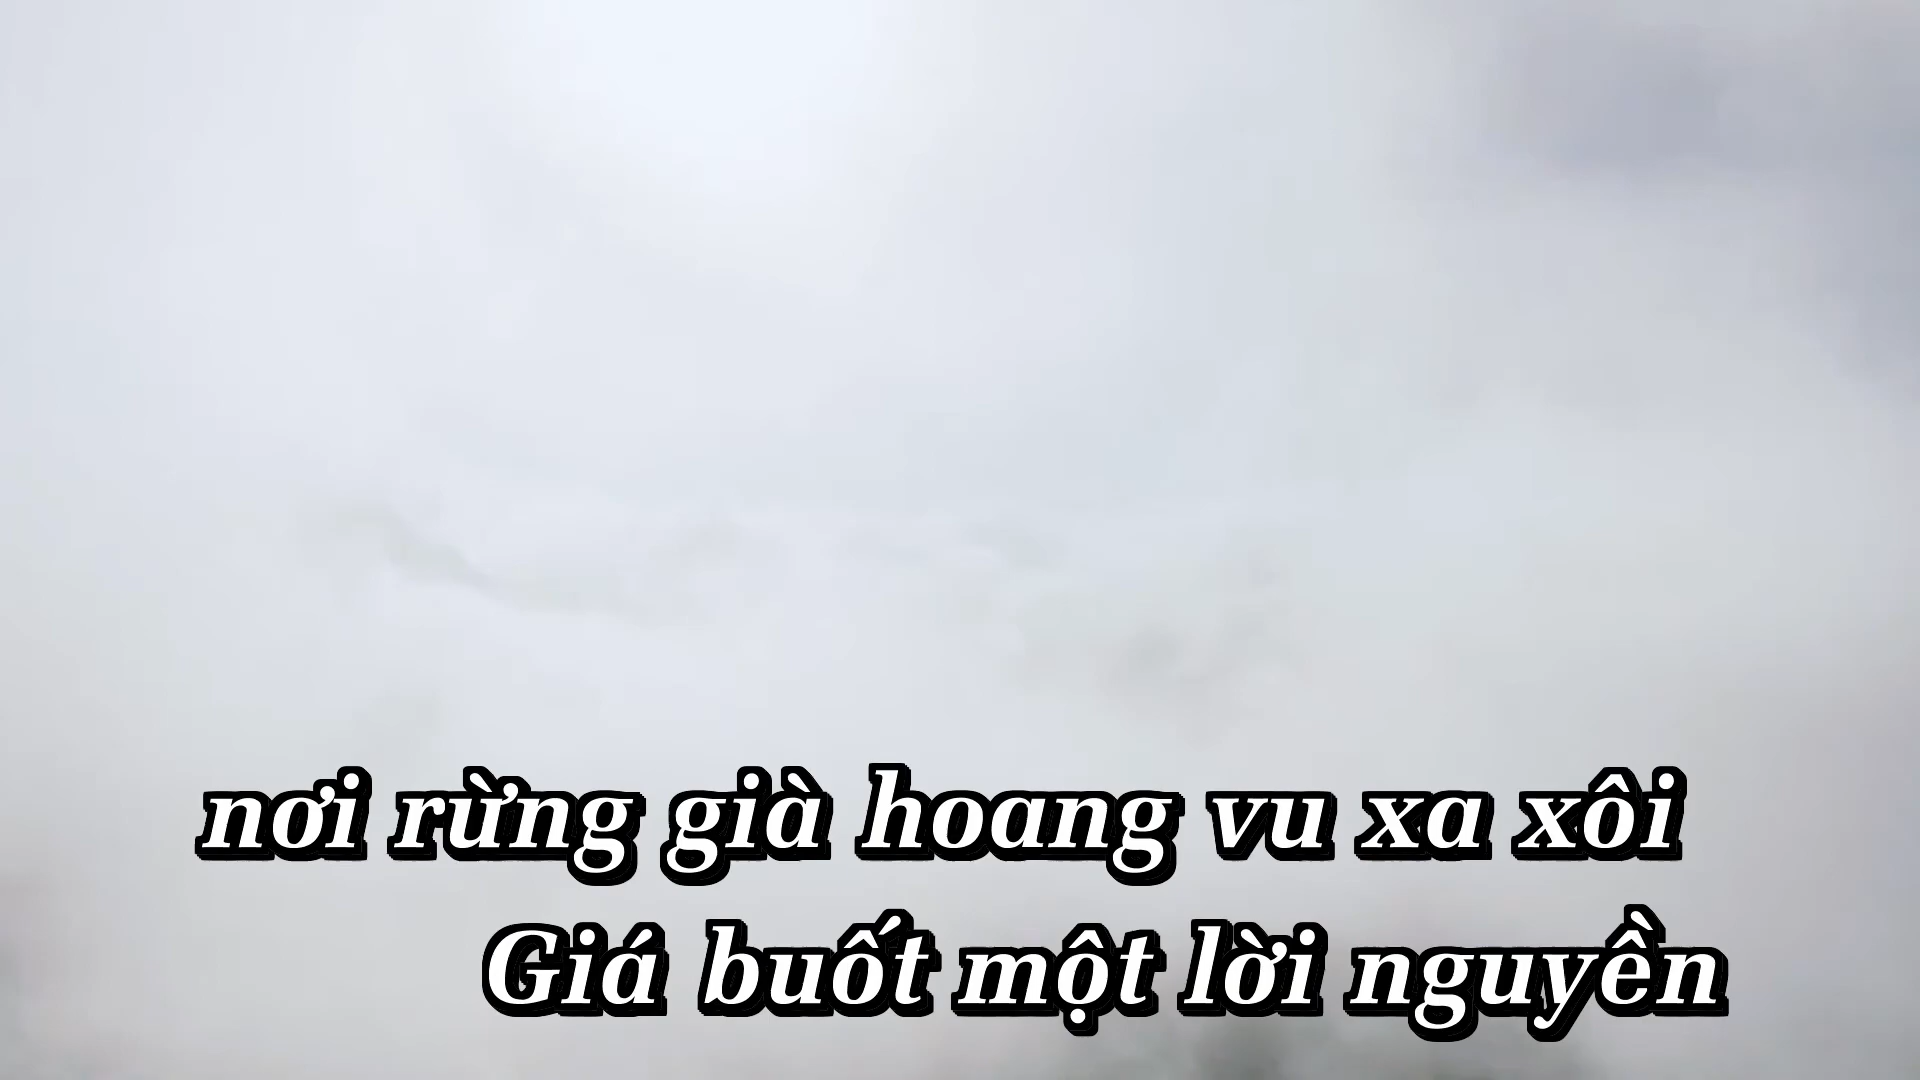 nơi rừng già hoang vu xa xôi
Giá buốt một lời nguyền